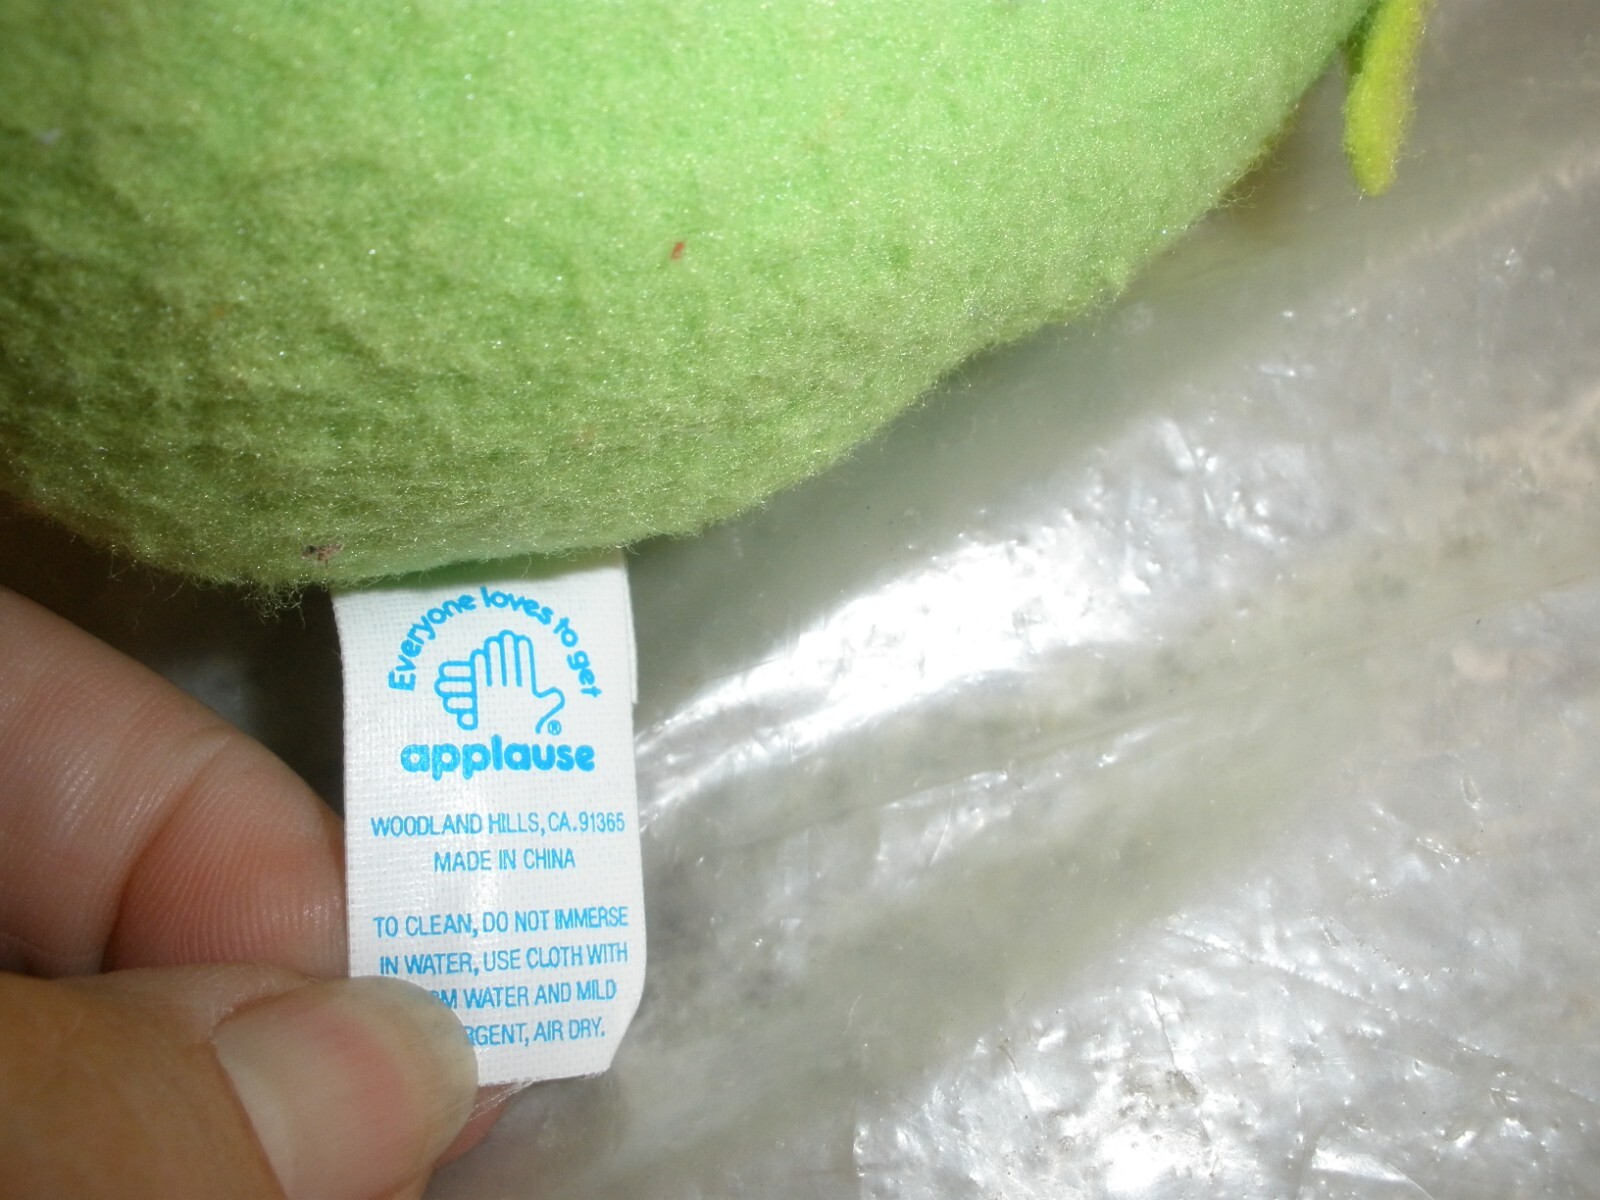 Everyone loves to get
®
applause
WOODLAND HILLS, CA. 91365
MADE IN CHINA
TO CLEAN, DO NOT IMMERSE
IN WATER, USE CLOTH WITH
WATER AND MILD
AIR DRY.